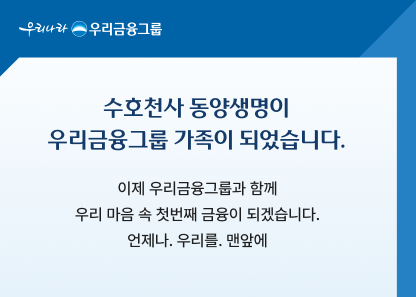 우리나라 우리금융그룹
수호천사 동양생명이
우리금융그룹 가족이 되었습니다.
이제 우리금융그룹과 함께
우리 마음 속 첫번째 금융이 되겠습니다.
언제나. 우리를. 맨앞에